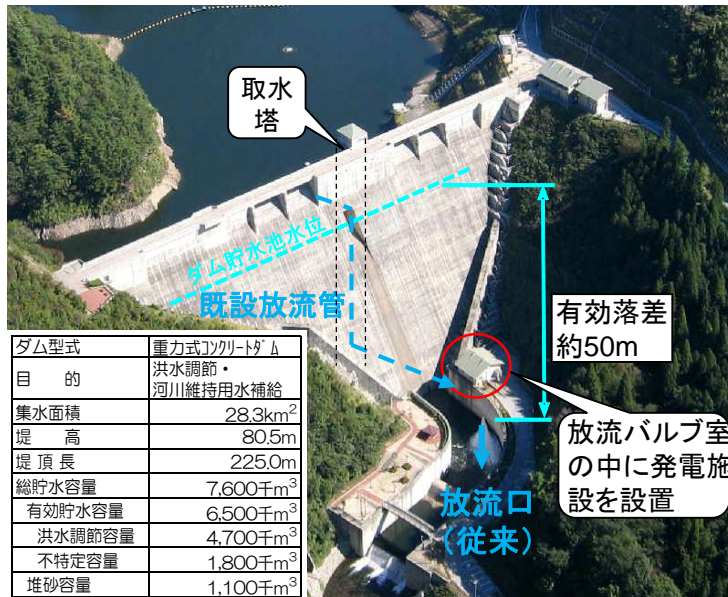 取水
塔
ダム貯水池水位
既設放流管
有効落差
約50m
放流バルブ室
の中に発電施
設を設置
放流口
(従来)
ダム型式 重力式コンクリートダム
目 的 洪水調節・
河川維持用水補給
集水面積 28.3km²
堤 高 80.5m
堤 頂 長 225.0m
総貯水容量 7,600千m³
有効貯水容量 6,500千m³
洪水調節容量 4,700千m³
不特定容量 1,800千m³
堆砂容量 1,100千m³